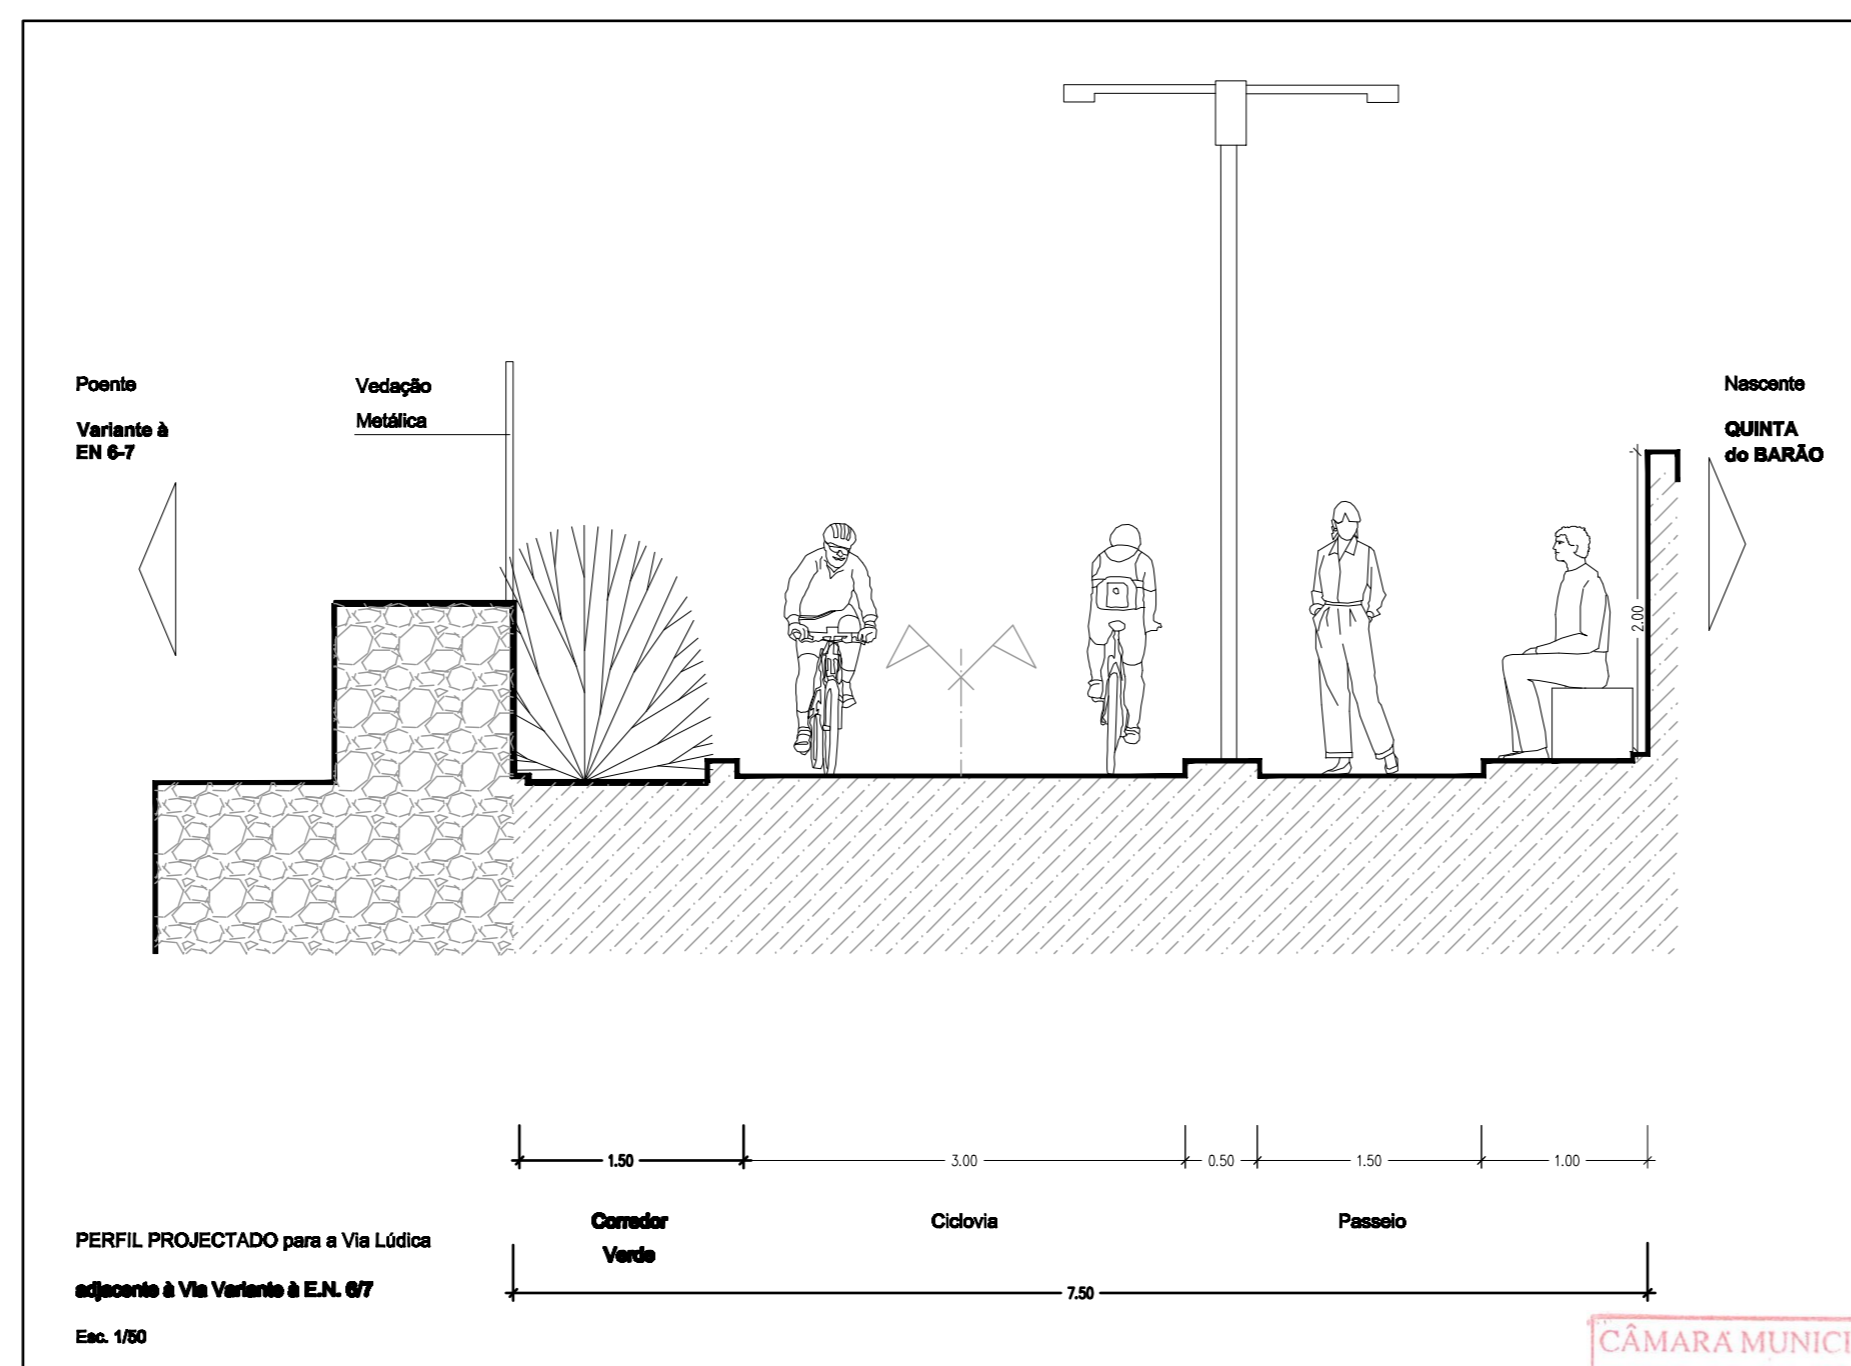 Poente
Variante à
EN 6-7
Vedação
Metálica
Nascente
QUINTA
do BARÃO
2.00
1.50
3.00
0.50
1.50
1.00
Corredor
Verde
Ciclovia
Passeio
7.50
PERFIL PROJECTADO para a Via Lúdica
adjacente à Via Variante à E.N. 6/7
Esc. 1/50
CÂMARA MUNICI